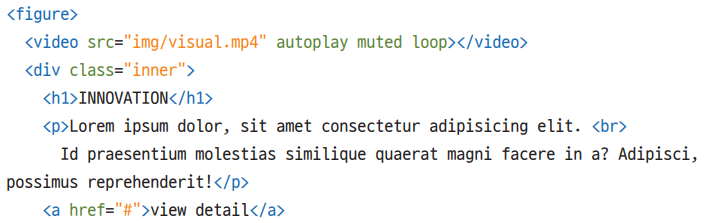 <figure>
<video src="img/visual.mp4" autoplay muted loop></video>
<div class="inner">
<h1>INNOVATION</h1>
<p>Lorem ipsum dolor, sit amet consectetur adipisicing elit. <br>
Id praesentium molestias similique quaerat magni facere in a? Adipisci,
possimus reprehenderit!</p>
<a href="#">view detail</a>